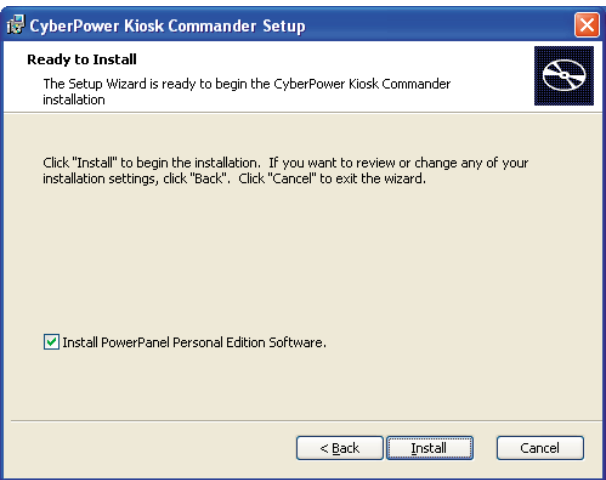 CyberPower Kiosk Commander Setup
Ready to Install
The Setup Wizard is ready to begin the CyberPower Kiosk Commander
installation
Click "Install" to begin the installation.  If you want to review or change any of your
installation settings, click "Back".  Click "Cancel" to exit the wizard.
Install PowerPanel Personal Edition Software.
< Back
Install
Cancel